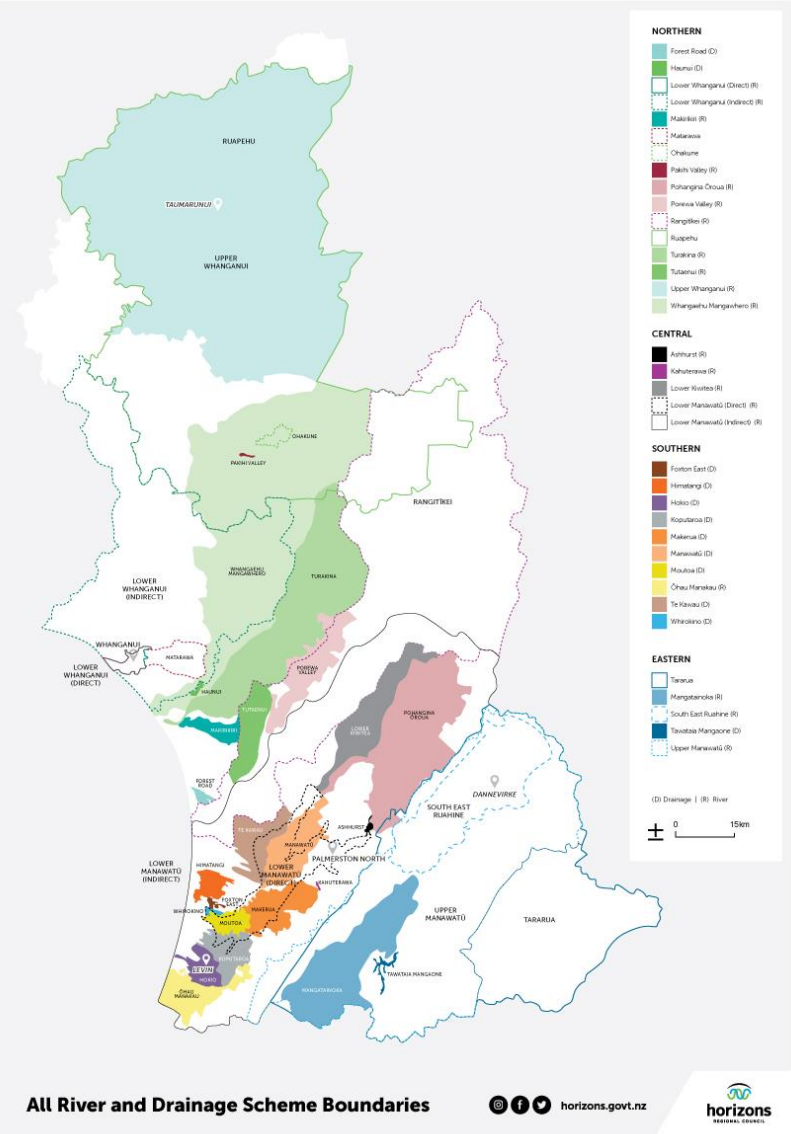 NORTHERN
Forest Road (D)
Haunui (D)
Lower Whanganui (Direct) (R)
Lower Whanganui (Indirect) (R)
Makirikiri (R)
Matarawa
Ohakune
Pakihi Valley (R)
Pohangina Ōroua (R)
Porewa Valley (R)
Rangitīkei (R)
Ruapehu
Turakina (R)
Tutaenui (R)
Upper Whanganui (R)
Whangaehu Mangawhero (R)
CENTRAL
Ashhurst (R)
Kahuterawa (R)
Lower Kiwitea (R)
Lower Manawatū (Direct) (R)
Lower Manawatū (Indirect) (R)
SOUTHERN
Foxton East (D)
Himatangi (D)
Hokio (D)
Koputaroa (D)
Makerua (D)
Manawatū (D)
Moutoa (D)
Ōhau Manakau (R)
Te Kawau (D)
Whirokino (D)
EASTERN
Tararua
Mangatainoka (R)
South East Ruahine (R)
Tawataia Mangaone (D)
Upper Manawatū (R)
(D) Drainage | (R) River
0 15km
RUAPEHU
TAUMARUNUI
UPPER
WHANGANUI
OHAKUNE
PAKIHI VALLEY
RANGITĪKEI
WHANGAEHU
MANGAWHERO
TURAKINA
LOWER
WHANGANUI
(INDIRECT)
WHANGANUI
MATARAWA
LOWER
WHANGANUI
(DIRECT)
POREWA
VALLEY
HAUNUI
TUTAENUI
POHANGINA
ŌROUA
MAKIRIKIRI
LOWER
KIWITEA
FOREST
ROAD
DANNEVIRKE
SOUTH EAST
RUAHINE
TE KAWAU
ASHHURST
MANAWATŪ
PALMERSTON NORTH
LOWER
MANAWATŪ
(INDIRECT)
HIMATANGI
LOWER
MANAWATŪ
(DIRECT)
KAHUTERAWA
FOXTON
EAST
WHIROKINO
MAKERUA
MOUTOA
UPPER
MANAWATŪ
TARARUA
KOPUTAROA
LEVIN
HOKIO
TAWATAIA MANGAONE
ŌHAU
MANAKAU
MANGATAINOKA
All River and Drainage Scheme Boundaries
horizons.govt.nz
horizons
REGIONAL COUNCIL